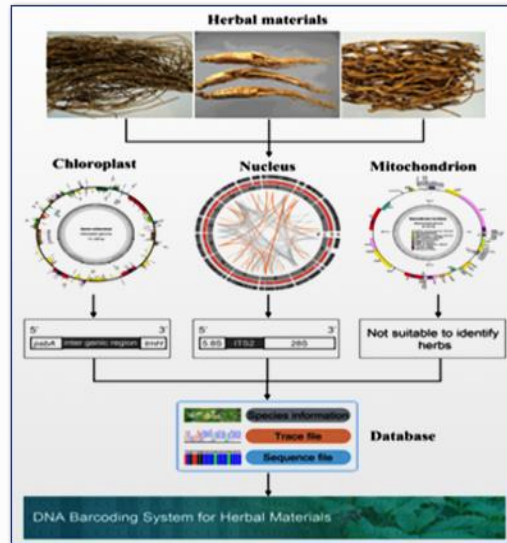 Herbal materials
Chloroplast
Nucleus
Mitochondrion
5' 3'
psbA inter genic region trnH
5' 3'
5.8S ITS2 28S
Not suitable to identify
herbs
Species information
Trace file
Sequence file
Database
DNA Barcoding System for Herbal Materials